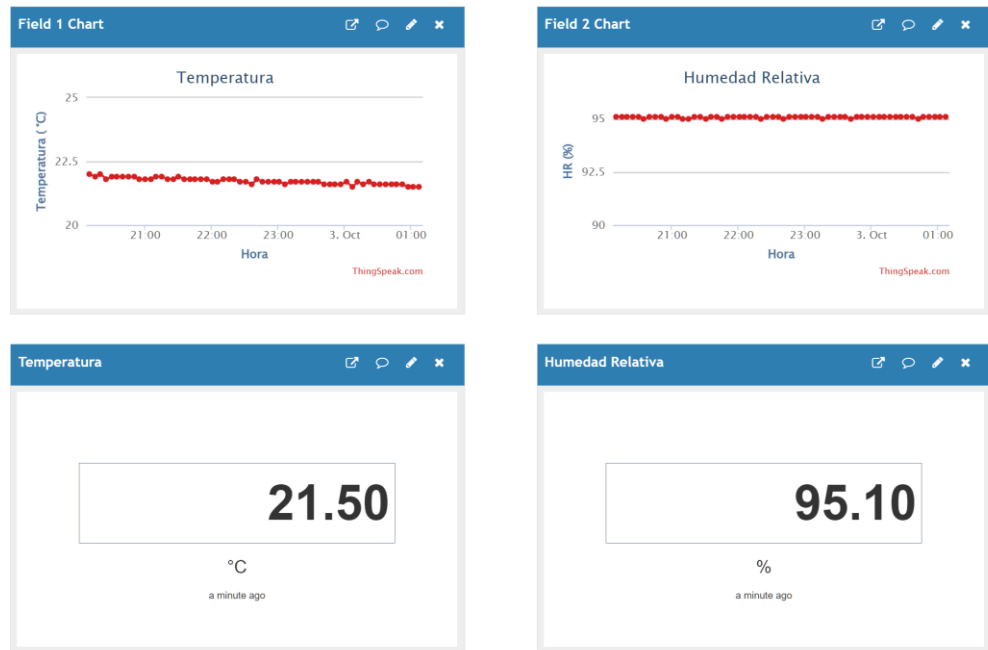 Field 1 Chart
Temperatura
25
22.5
20
Temperatura ( °C)
21:00 22:00 23:00 3. Oct 01:00
Hora
ThingSpeak.com
Field 2 Chart
Humedad Relativa
95
92.5
90
HR (%)
21:00 22:00 23:00 3. Oct 01:00
Hora
ThingSpeak.com
Temperatura
21.50
°C
a minute ago
Humedad Relativa
95.10
%
a minute ago